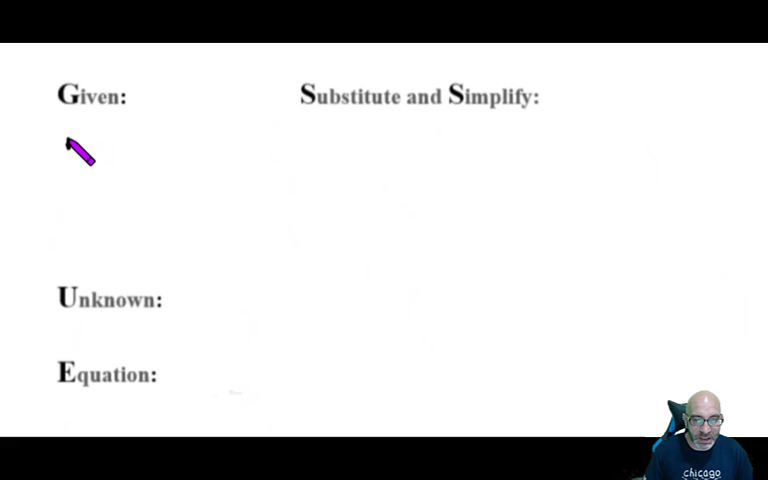 Given:
Substitute and Simplify:
Unknown:
Equation:
chicago